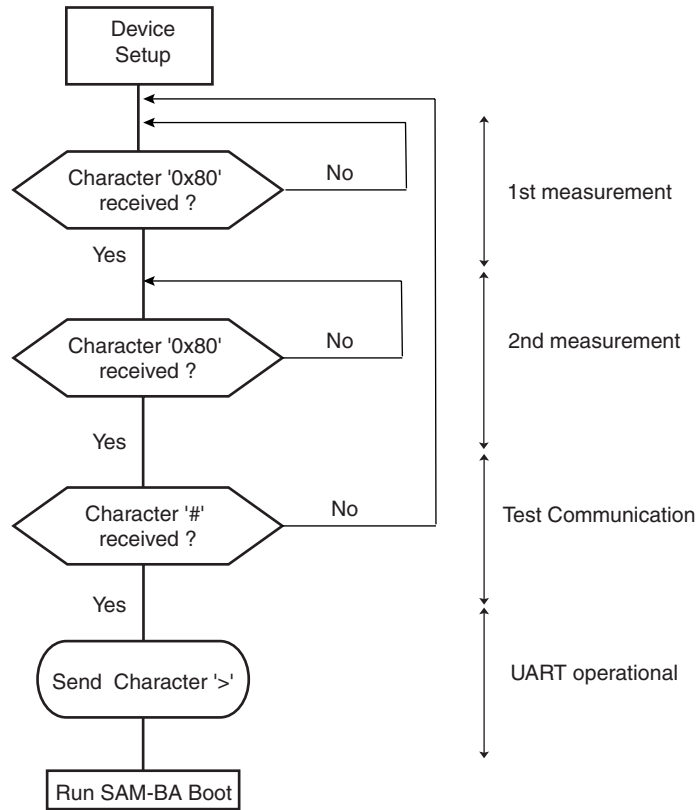 Device
Setup
Character '0x80'
received ?
No
1st measurement
Yes
Character '0x80'
received ?
No
2nd measurement
Yes
Character '#'
received ?
No
Test Communication
Yes
Send  Character '>'
UART operational
Run SAM-BA Boot